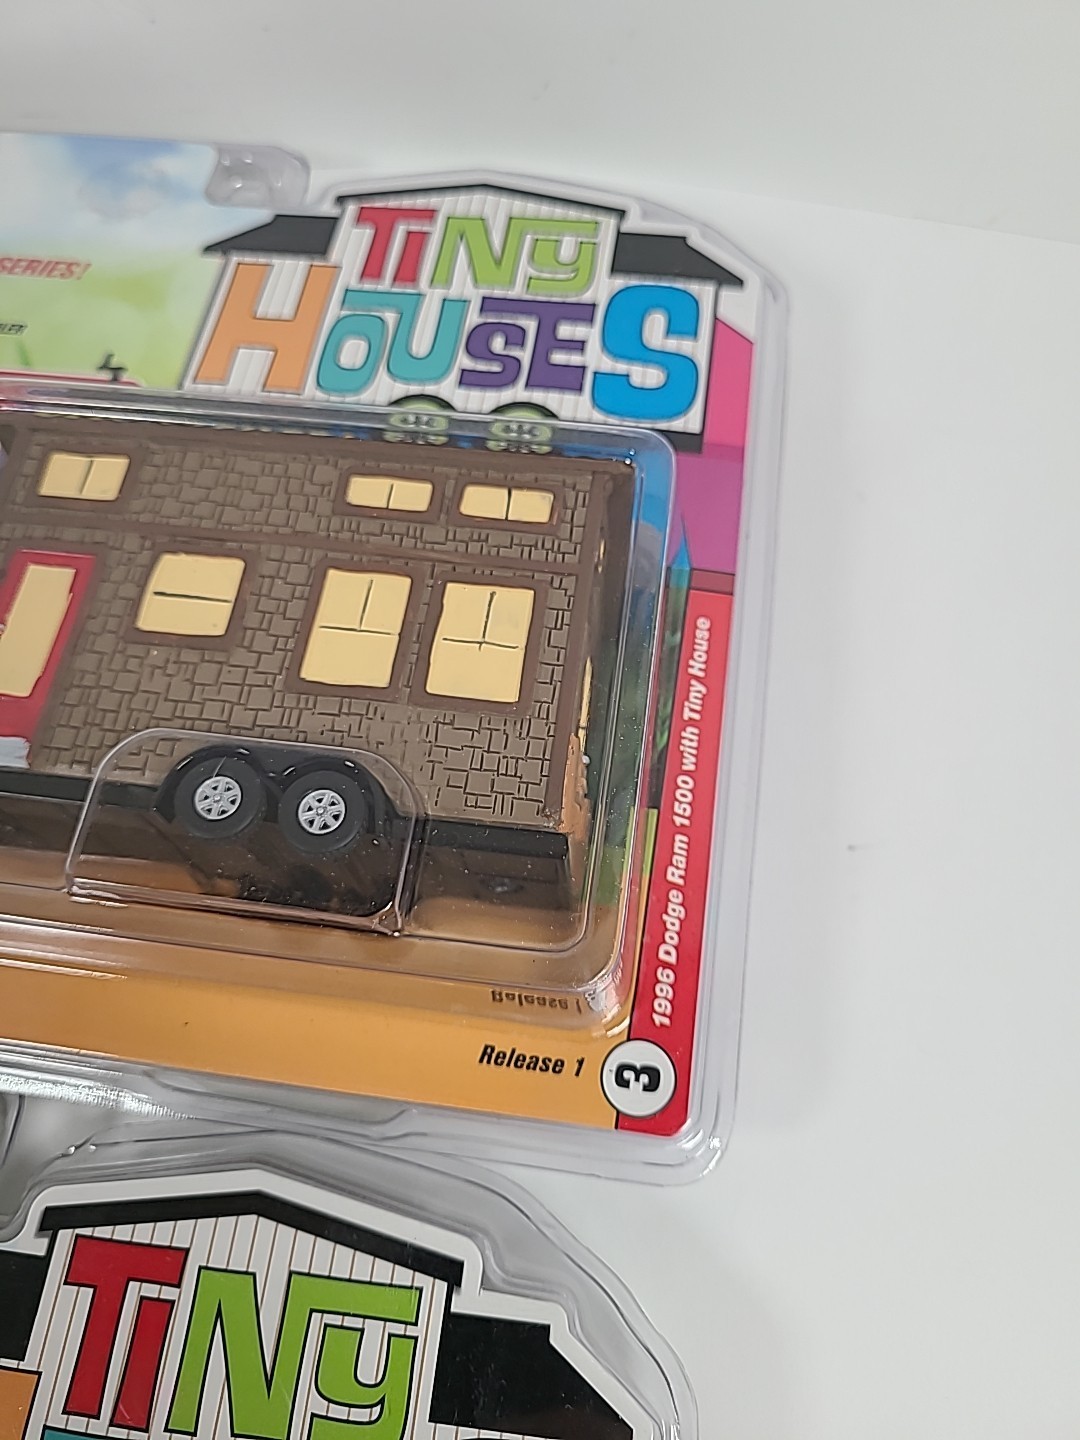 SERIES!
TiNy
HOUSES
1996 Dodge Ram 1500 with Tiny House
Release 1
3
TiNy